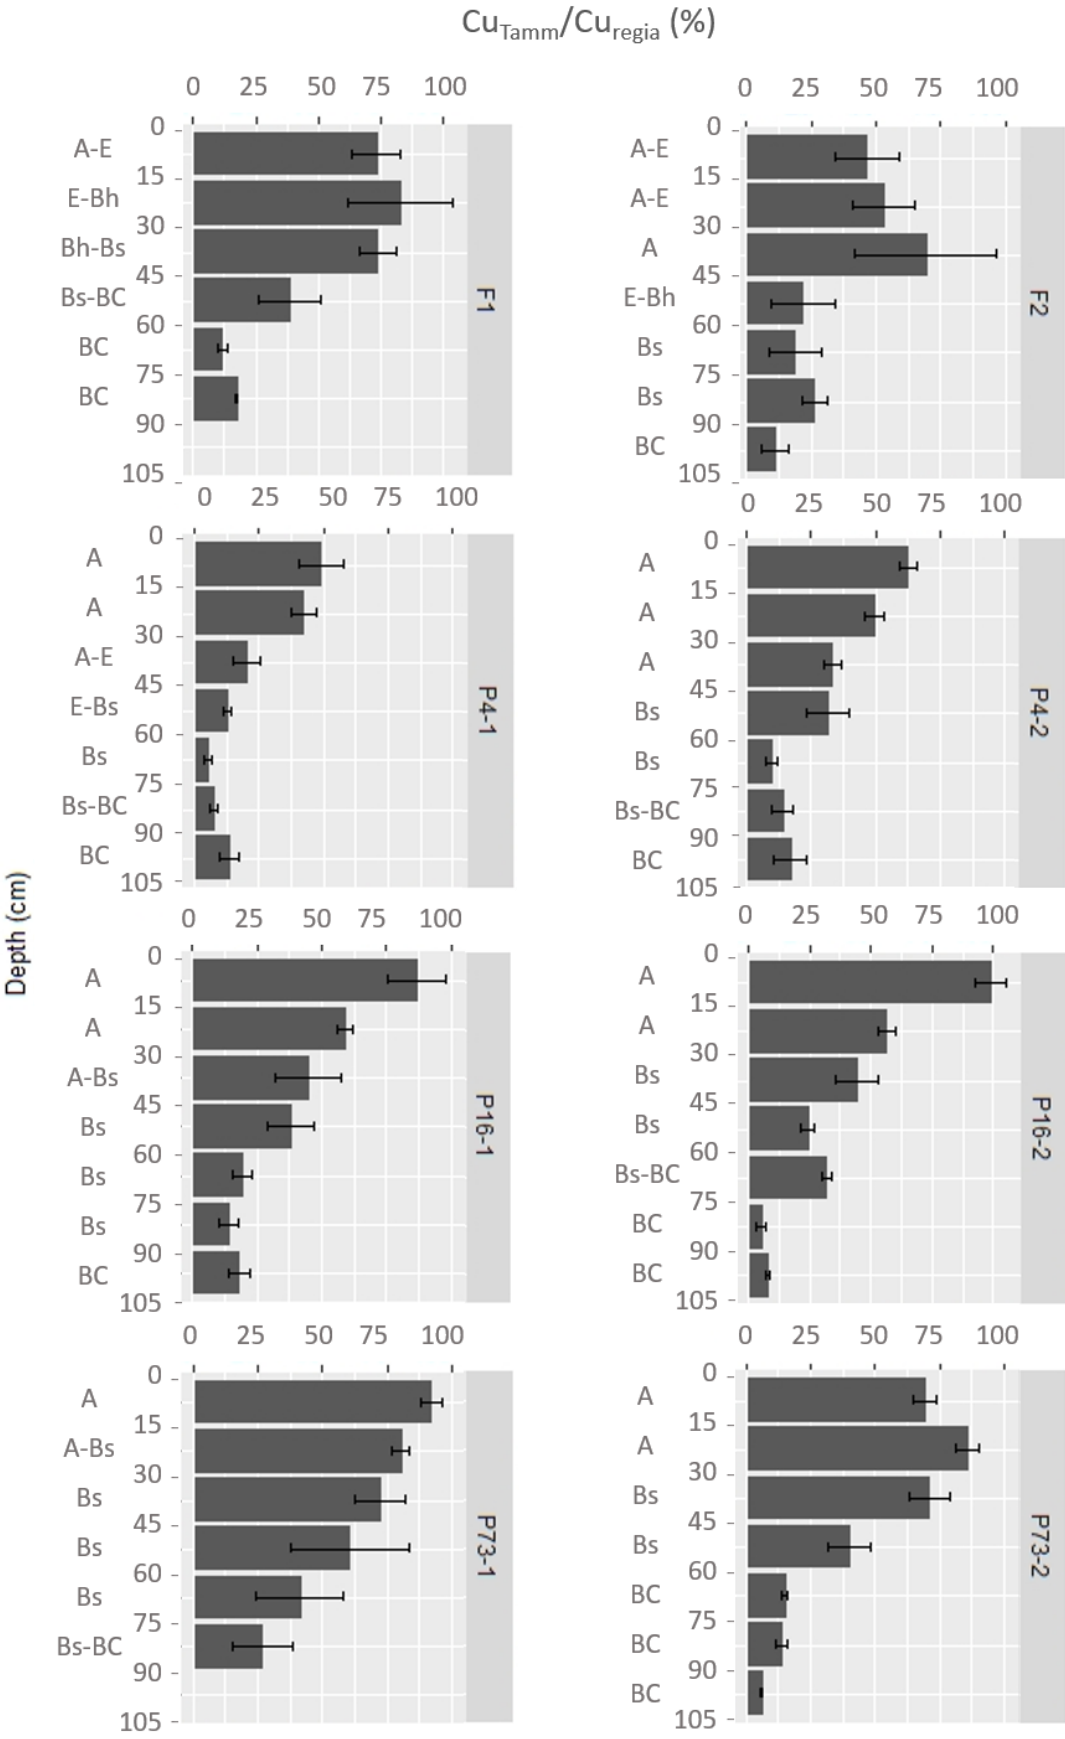 CuTamm/Curegia (%)
Depth (cm)
0 25 50 75 100
0
A-E
15
E-Bh
30
Bh-Bs
45
Bs-BC
60
BC
75
BC
90
105
F1
0 25 50 75 100
0
A-E
15
A-E
30
A
45
E-Bh
60
Bs
75
Bs
90
BC
105
F2
0 25 50 75 100
0
A
15
A
30
A-E
45
E-Bs
60
Bs
75
Bs-BC
90
BC
105
P4-1
0 25 50 75 100
0
A
15
A
30
A
45
Bs
60
Bs
75
Bs-BC
90
BC
105
P4-2
0 25 50 75 100
0
A
15
A
30
A-Bs
45
Bs
60
Bs
75
Bs
90
BC
105
P16-1
0 25 50 75 100
0
A
15
A
30
Bs
45
Bs
60
Bs-BC
75
BC
90
BC
105
P16-2
0 25 50 75 100
0
A
15
A-Bs
30
Bs
45
Bs
60
Bs
75
Bs-BC
90
105
P73-1
0 25 50 75 100
0
A
15
A
30
Bs
45
Bs
60
BC
75
BC
90
BC
105
P73-2